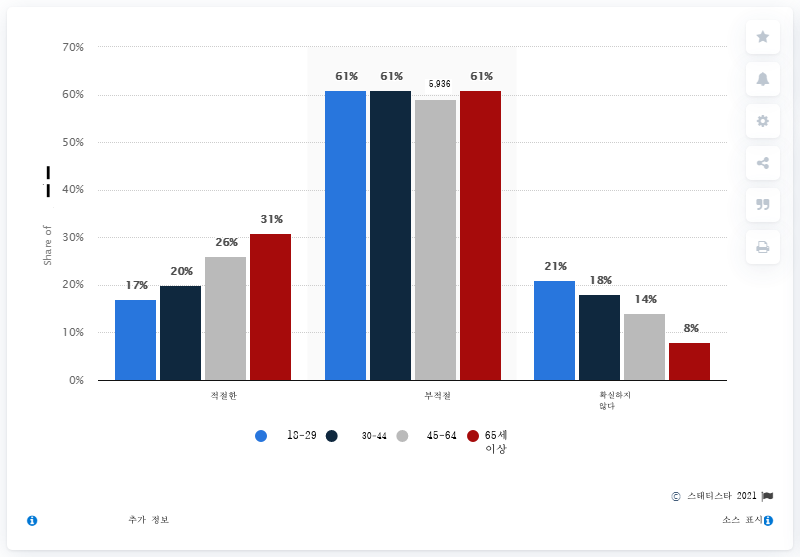 70%
61% 61% 5,936 61%
60%
50%
40%
Share of
31%
30%
26%
20%
17%
20%
21%
18%
14%
10%
8%
0%
적절한 부적절 확실하지
않다
18-29 30-44 45-64 65세
이상
© 스태티스타 2021
추가 정보 소스 표시